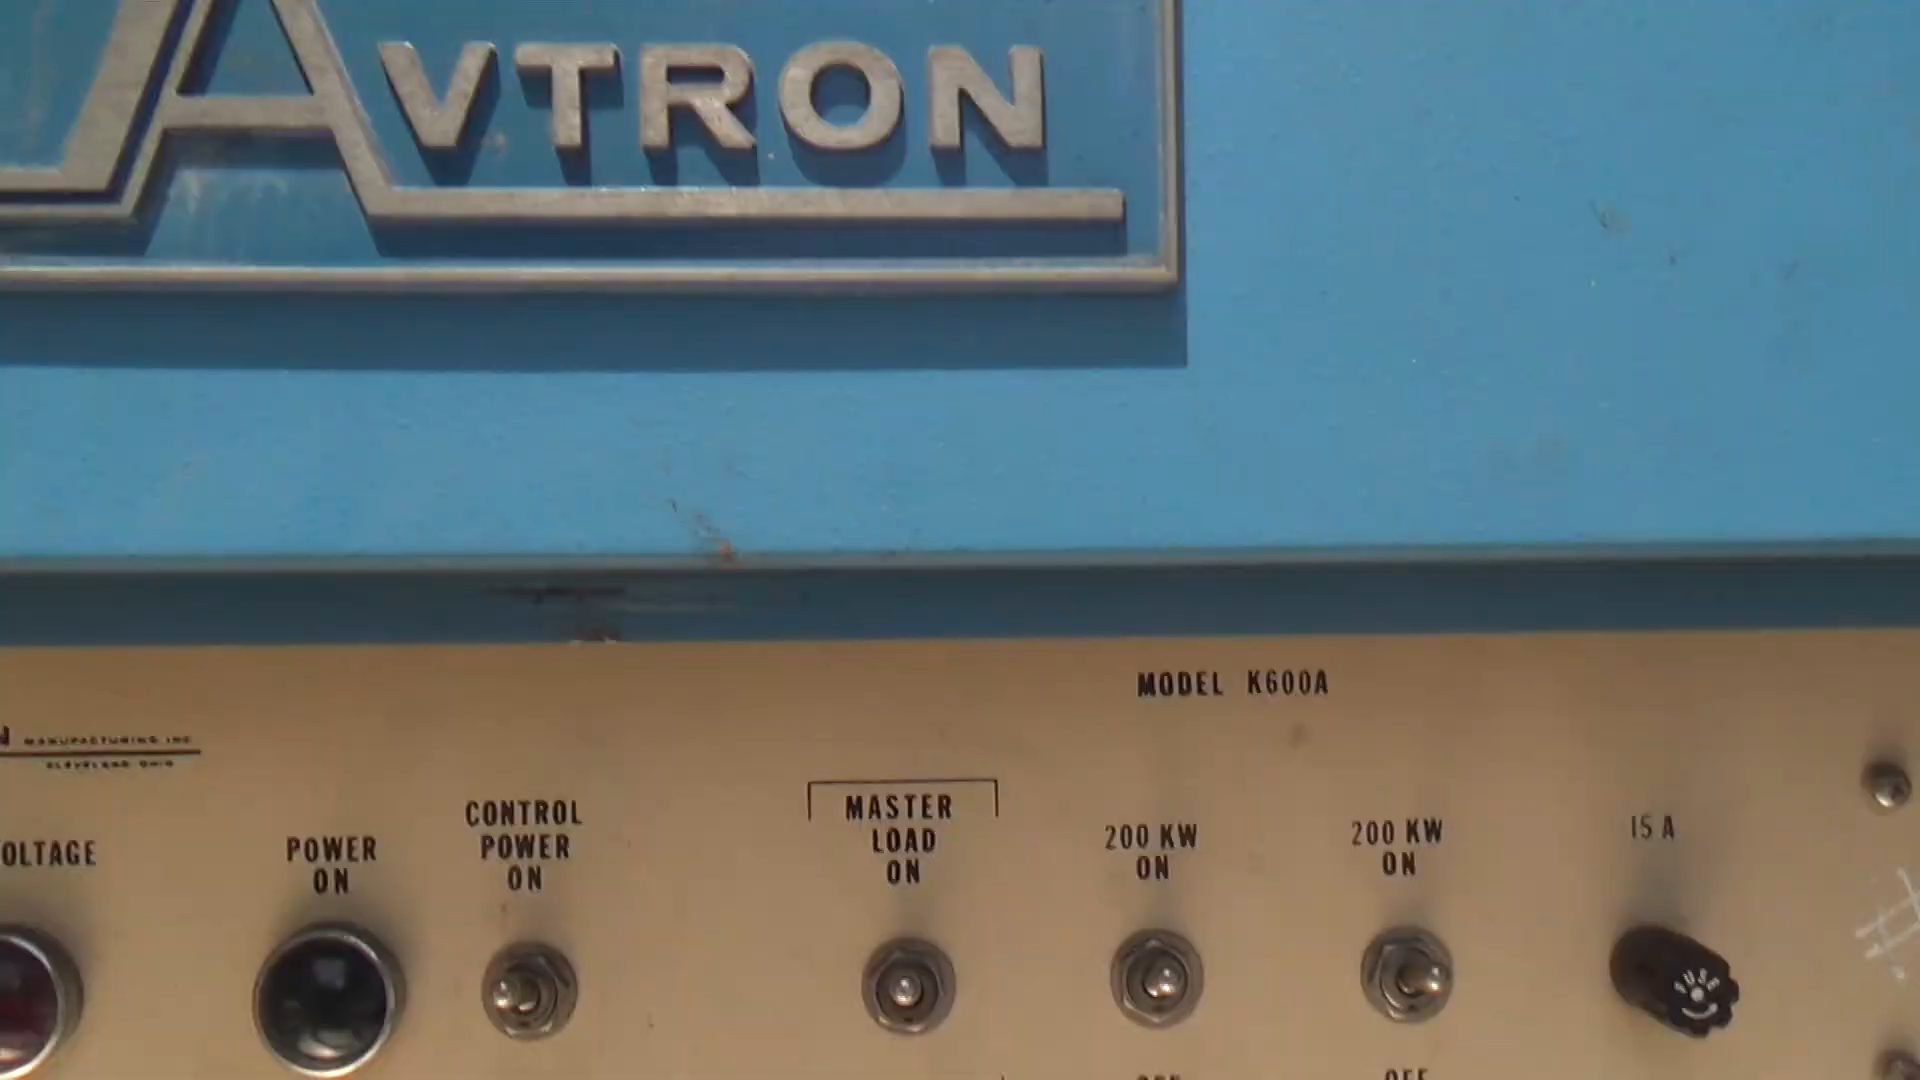 AVTRON
MODEL K600A
N MANUFACTURING INC
CLEVELAND OHIO
OLTAGE
POWER
ON
CONTROL
POWER
ON
MASTER
LOAD
ON
200 KW
ON
200 KW
ON
15 A
FUSE
OFF